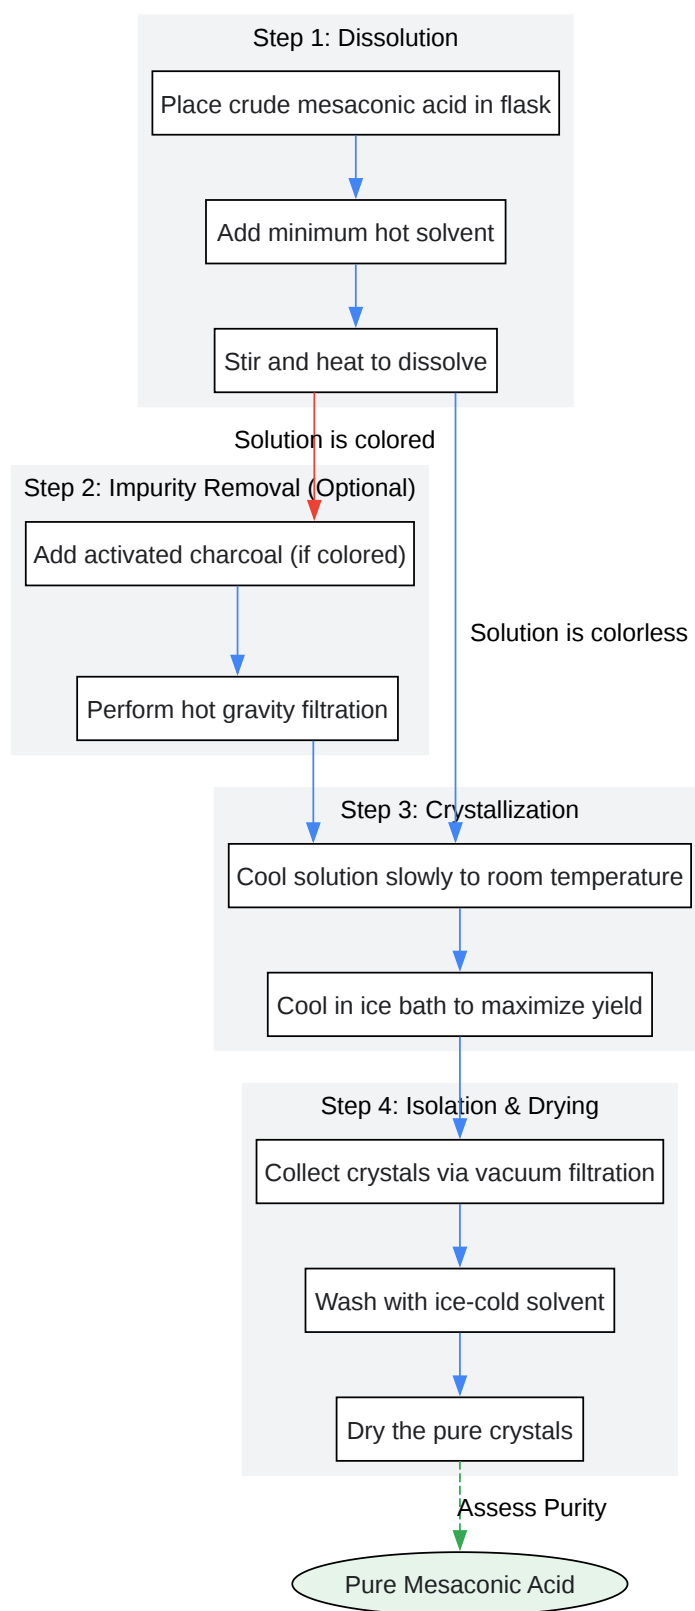 Step 1: Dissolution
Place crude mesaconic acid in flask
Add minimum hot solvent
Stir and heat to dissolve
Solution is colored
Step 2: Impurity Removal (Optional)
Add activated charcoal (if colored)
Solution is colorless
Perform hot gravity filtration
Step 3: Crystallization
Cool solution slowly to room temperature
Cool in ice bath to maximize yield
Step 4: Isolation & Drying
Collect crystals via vacuum filtration
Wash with ice-cold solvent
Dry the pure crystals
Assess Purity
Pure Mesaconic Acid